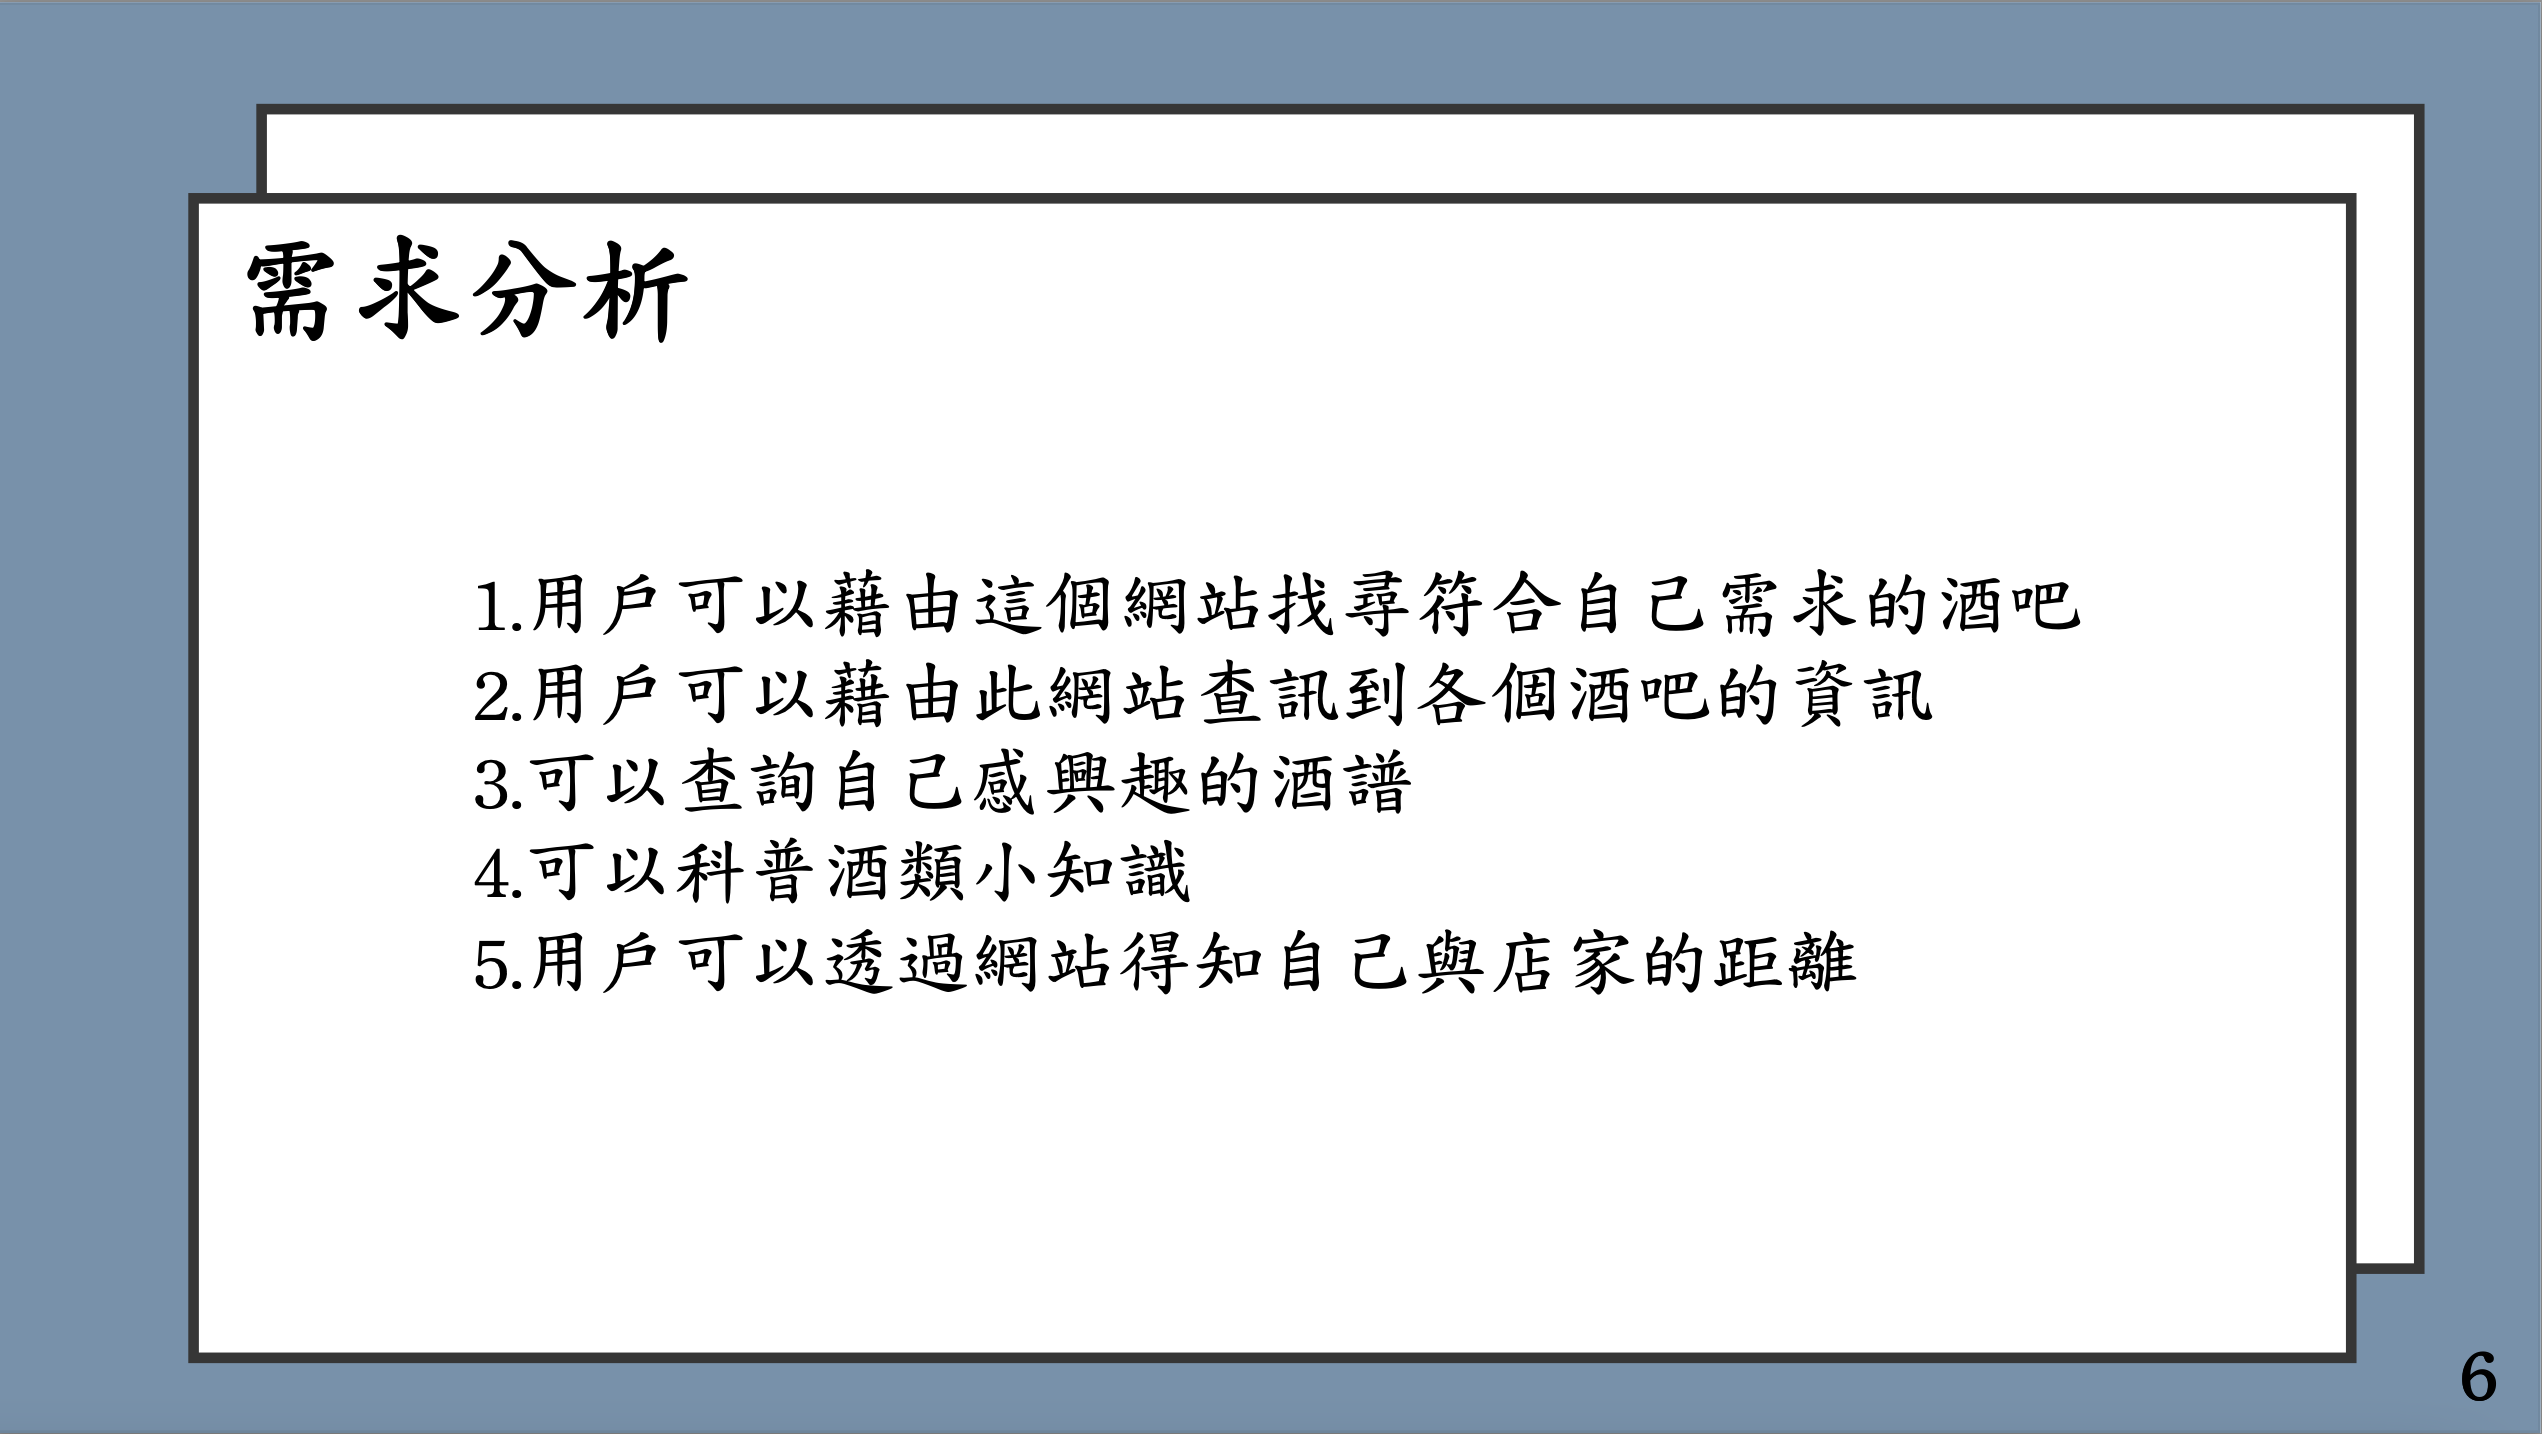 需求分析
1.用戶可以藉由這個網站找尋符合自己需求的酒吧
2.用戶可以藉由此網站查訊到各個酒吧的資訊
3.可以查詢自己感興趣的酒譜
4.可以科普酒類小知識
5.用戶可以透過網站得知自己與店家的距離
6